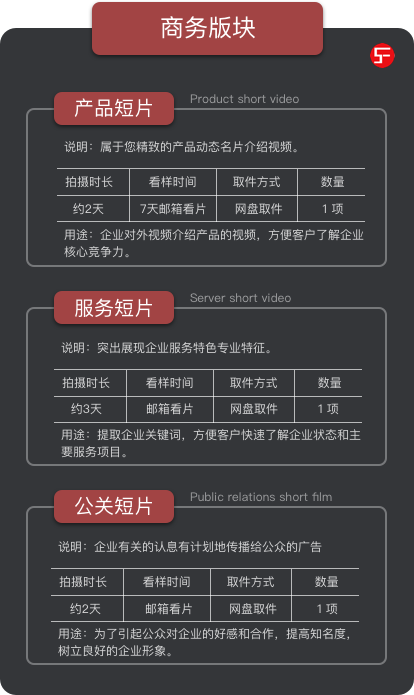 商务版块
产品短片 Product short video
说明：属于您精致的产品动态名片介绍视频。
拍摄时长 看样时间 取件方式 数量
约2天 7天邮箱看片 网盘取件 1 项
用途：企业对外视频介绍产品的视频，方便客户了解企业
核心竞争力。
服务短片 Server short video
说明：突出展现企业服务特色专业特征。
拍摄时长 看样时间 取件方式 数量
约3天 邮箱看片 网盘取件 1 项
用途：提取企业关键词，方便客户快速了解企业状态和主
要服务项目。
公关短片 Public relations short film
说明：企业有关的认息有计划地传播给公众的广告
拍摄时长 看样时间 取件方式 数量
约2天 邮箱看片 网盘取件 1 项
用途：为了引起公众对企业的好感和合作，提高知名度，
树立良好的企业形象。